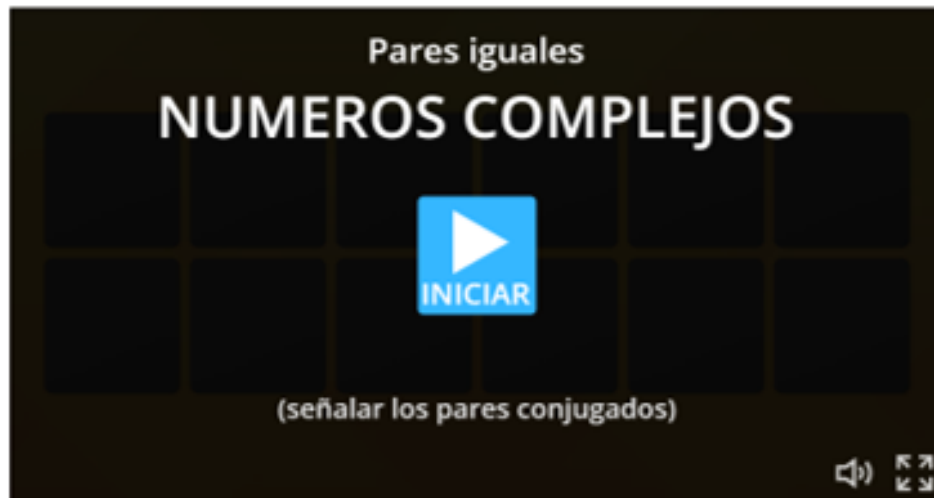 Pares iguales
NUMEROS COMPLEJOS
INICIAR
(señalar los pares conjugados)